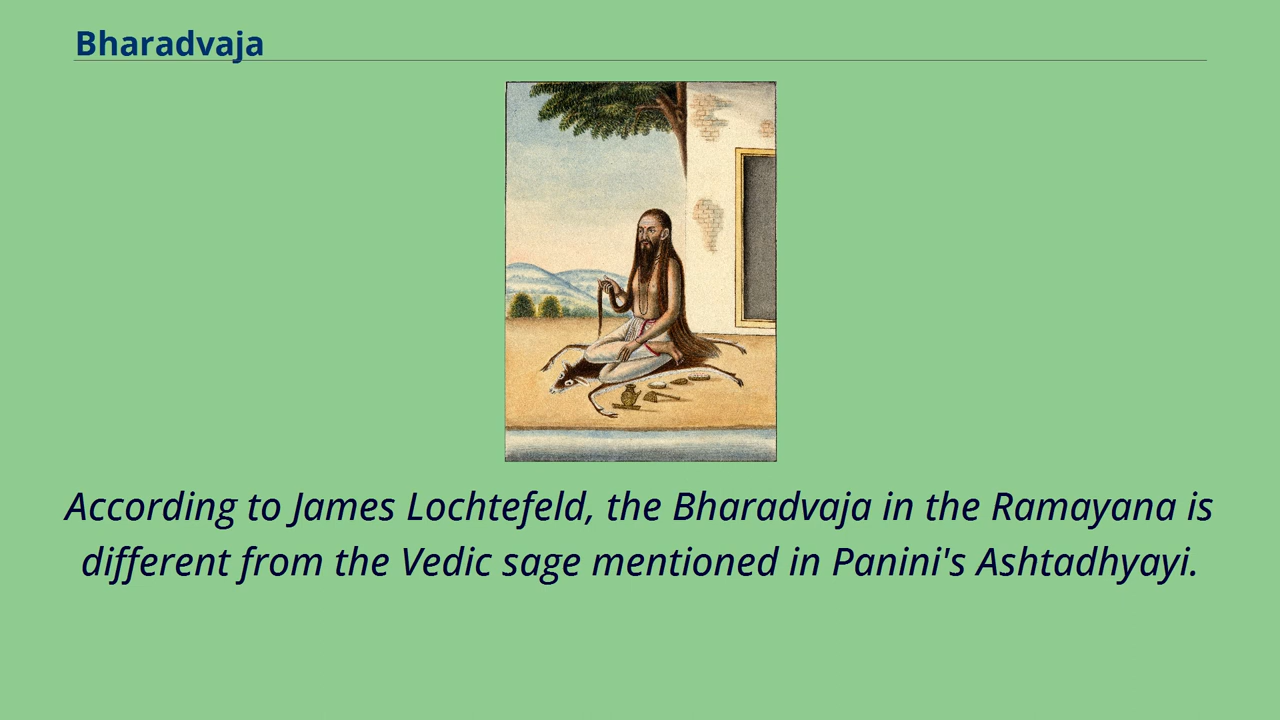 Bharadvaja
According to James Lochtefeld, the Bharadvaja in the Ramayana is
different from the Vedic sage mentioned in Panini's Ashtadhyayi.